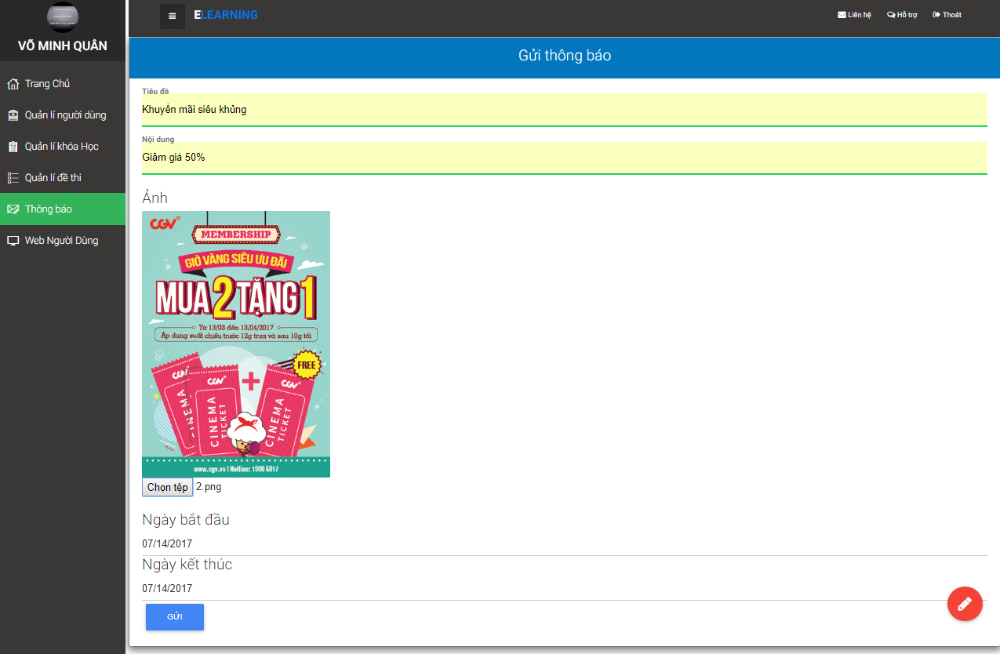 VÕ MINH QUÂN
Trang Chủ
Quản lí người dùng
Quản lí khóa Học
Quản lí đề thi
Thông báo
Web Người Dùng
ELEARNING
Liên hệ
Hỗ trợ
Thoát
Gửi thông báo
Tiêu đề
Khuyến mãi siêu khủng
Nội dung
Giảm giá 50%
Ảnh
CGV*
MEMBERSHIP
GIỜ VÀNG SIÊU ƯU ĐÃI
MUA 2 TẶNG 1
Từ 13/03 đến 13/04/2017
Áp dụng suất chiếu trước 12g trưa và sau 10g tối
FREE
CGV*
CGV*
CGV*
+
CINEMA
CINEMA
TICKET
CINEMA
TICKET
www.cgv.vn | Hotline: 1900 6017
Chọn tệp 2.png
Ngày bắt đầu
07/14/2017
Ngày kết thúc
07/14/2017
GỬI